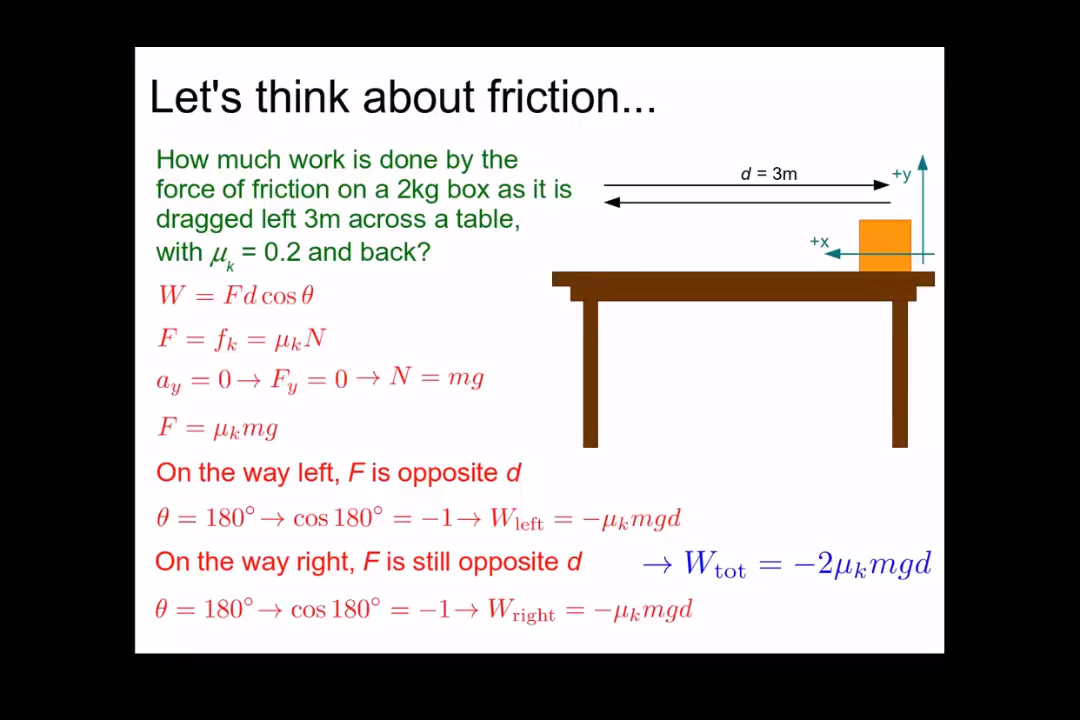 Let's think about friction...
How much work is done by the
force of friction on a 2kg box as it is
dragged left 3m across a table,
with μk = 0.2 and back?
d = 3m
+y
+x
W = Fd cos θ
F = fk = μkN
ay = 0 → Fy = 0 → N = mg
F = μkmg
On the way left, F is opposite d
θ = 180° → cos 180° = −1 → Wleft = −μkmgd
On the way right, F is still opposite d
→ Wtot = −2μkmgd
θ = 180° → cos 180° = −1 → Wright = −μkmgd